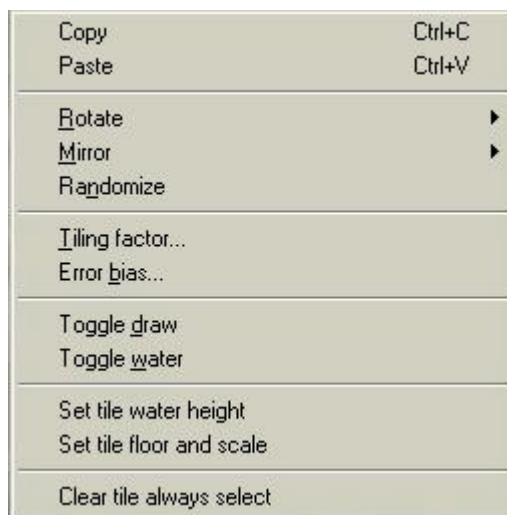 Copy Ctrl+C
Paste Ctrl+V
Rotate
Mirror
Randomize
Tiling factor...
Error bias...
Toggle draw
Toggle water
Set tile water height
Set tile floor and scale
Clear tile always select